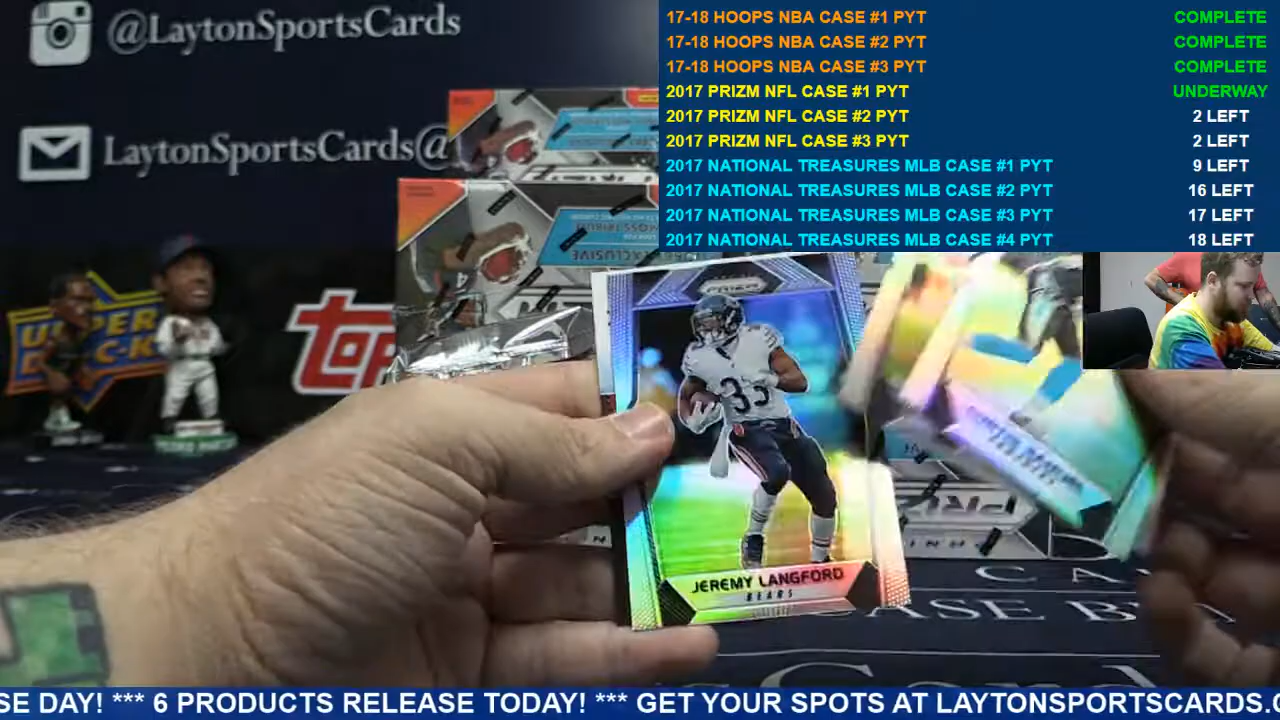 @LaytonSportsCards
LaytonSportsCards@
17-18 HOOPS NBA CASE #1 PYT COMPLETE
17-18 HOOPS NBA CASE #2 PYT COMPLETE
17-18 HOOPS NBA CASE #3 PYT COMPLETE
2017 PRIZM NFL CASE #1 PYT UNDERWAY
2017 PRIZM NFL CASE #2 PYT 2 LEFT
2017 PRIZM NFL CASE #3 PYT 2 LEFT
2017 NATIONAL TREASURES MLB CASE #1 PYT 9 LEFT
2017 NATIONAL TREASURES MLB CASE #2 PYT 16 LEFT
2017 NATIONAL TREASURES MLB CASE #3 PYT 17 LEFT
2017 NATIONAL TREASURES MLB CASE #4 PYT 18 LEFT
UPPER
PRIZM
33
JEREMY LANGFORD
BEARS
PRIZM
SE DAY! *** 6 PRODUCTS RELEASE TODAY! *** GET YOUR SPOTS AT LAYTONSPORTSCARDS.C